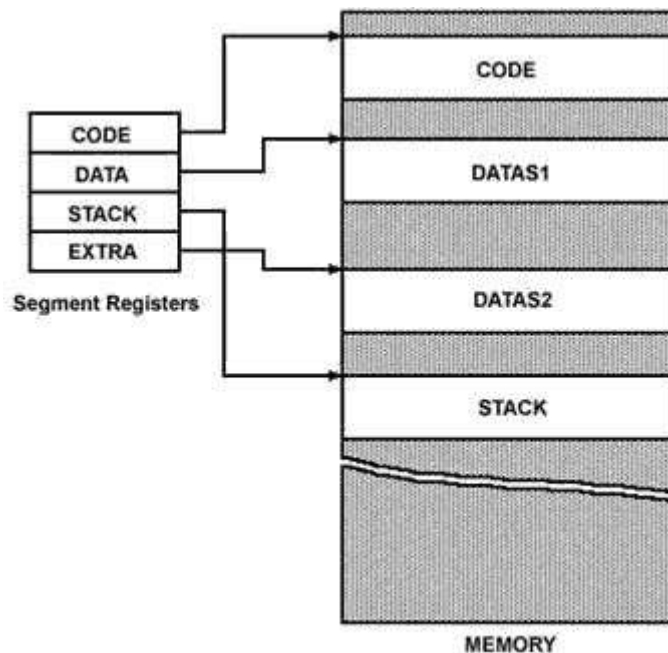 CODE
DATA
STACK
EXTRA
Segment Registers
CODE
DATAS1
DATAS2
STACK
MEMORY